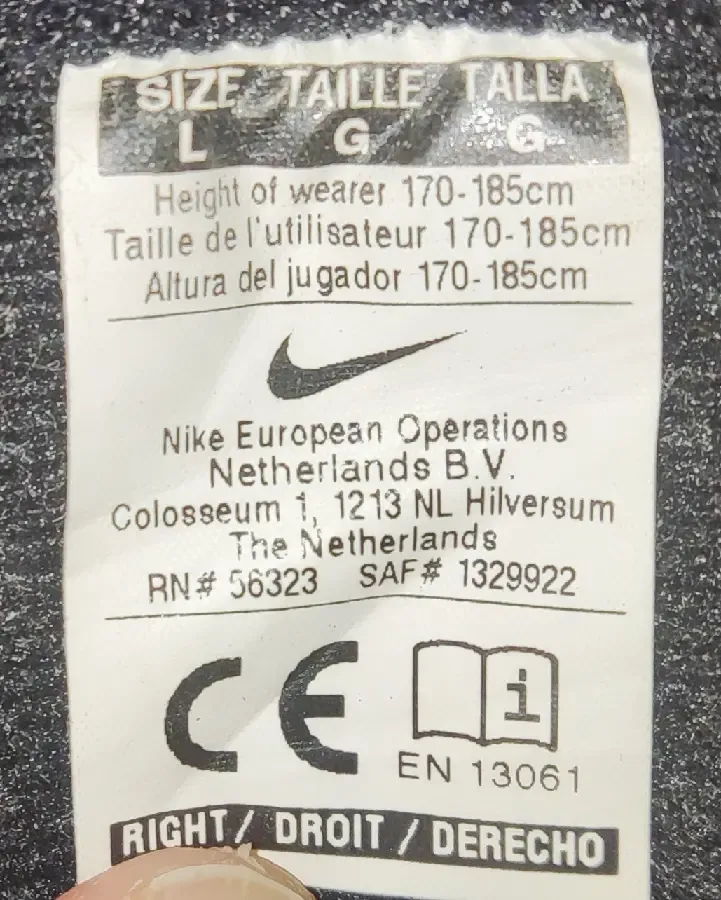 SIZE TAILLE TALLA
L G G
Height of wearer 170-185cm
Taille de l'utilisateur 170-185cm
Altura del jugador 170-185cm
Nike European Operations
Netherlands B.V.
Colosseum 1, 1213 NL Hilversum
The Netherlands
RN# 56323 SAF# 1329922
CE
i
EN 13061
RIGHT/ DROIT / DERECHO